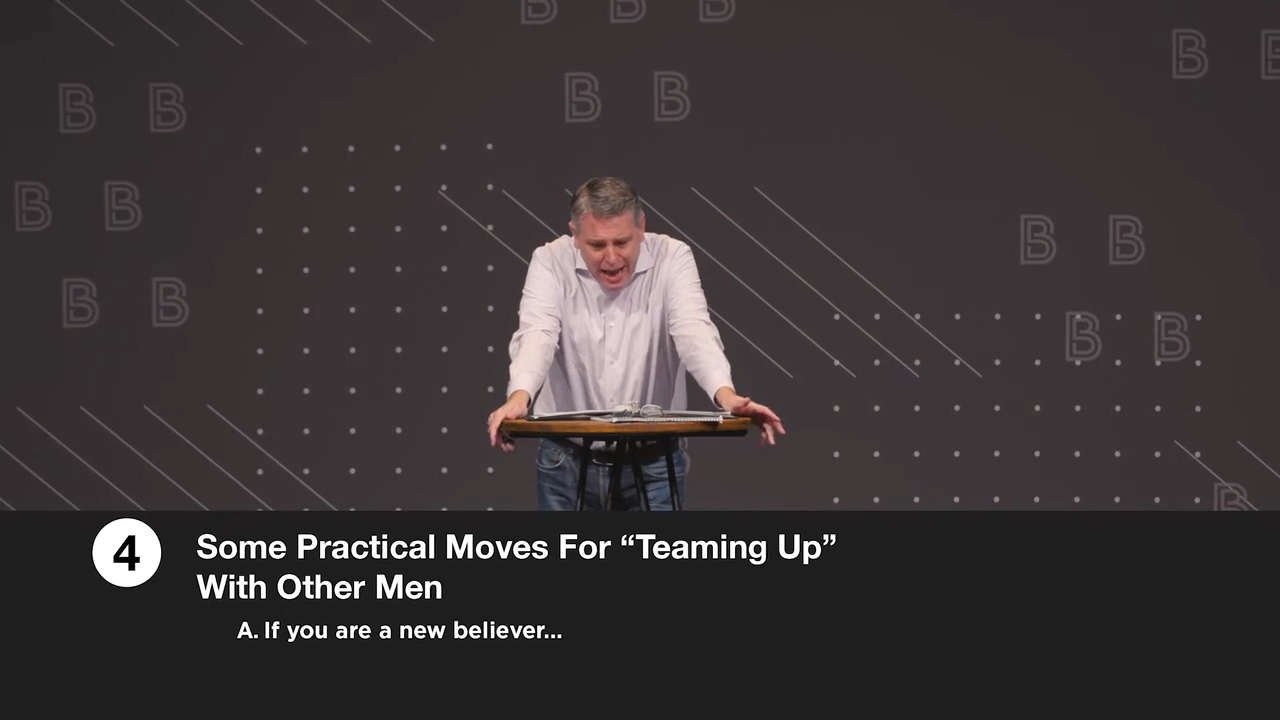 B B B
B B
B B
B B
B B
B B
B B
B B
B
4
Some Practical Moves For “Teaming Up”
With Other Men
A. If you are a new believer...